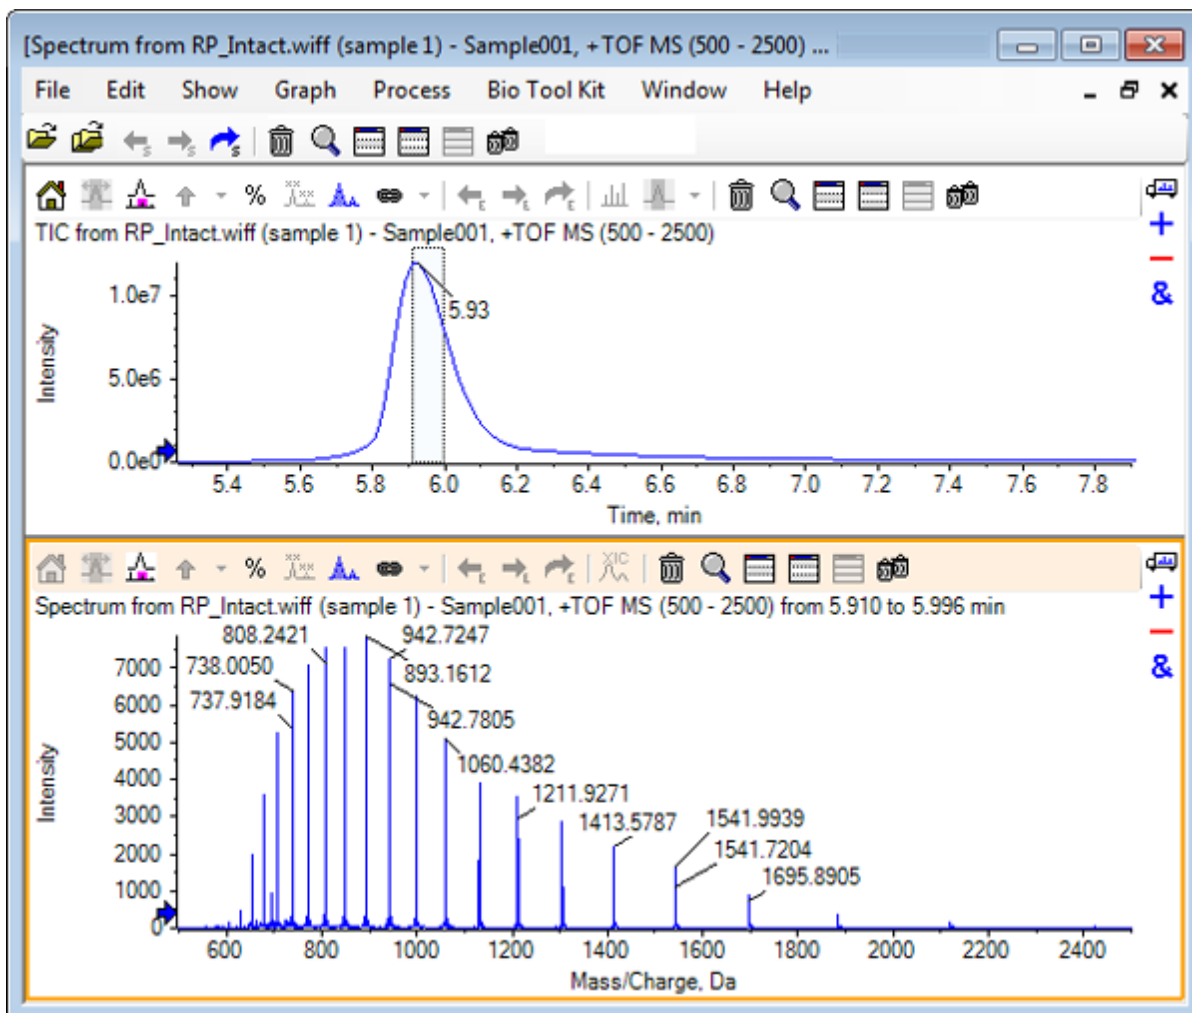 [Spectrum from RP_Intact.wiff (sample 1) - Sample001, +TOF MS (500 - 2500) ...
File Edit Show Graph Process Bio Tool Kit Window Help
%
TIC from RP_Intact.wiff (sample 1) - Sample001, +TOF MS (500 - 2500)
&
Intensity
1.0e7
5.0e6
0.0e0
5.93
5.4 5.6 5.8 6.0 6.2 6.4 6.6 6.8 7.0 7.2 7.4 7.6 7.8
Time, min
% XIC
Spectrum from RP_Intact.wiff (sample 1) - Sample001, +TOF MS (500 - 2500) from 5.910 to 5.996 min
&
Intensity
7000
6000
5000
4000
3000
2000
1000
0
808.2421
942.7247
738.0050
893.1612
737.9184
942.7805
1060.4382
1211.9271
1413.5787
1541.9939
1541.7204
1695.8905
600 800 1000 1200 1400 1600 1800 2000 2200 2400
Mass/Charge, Da